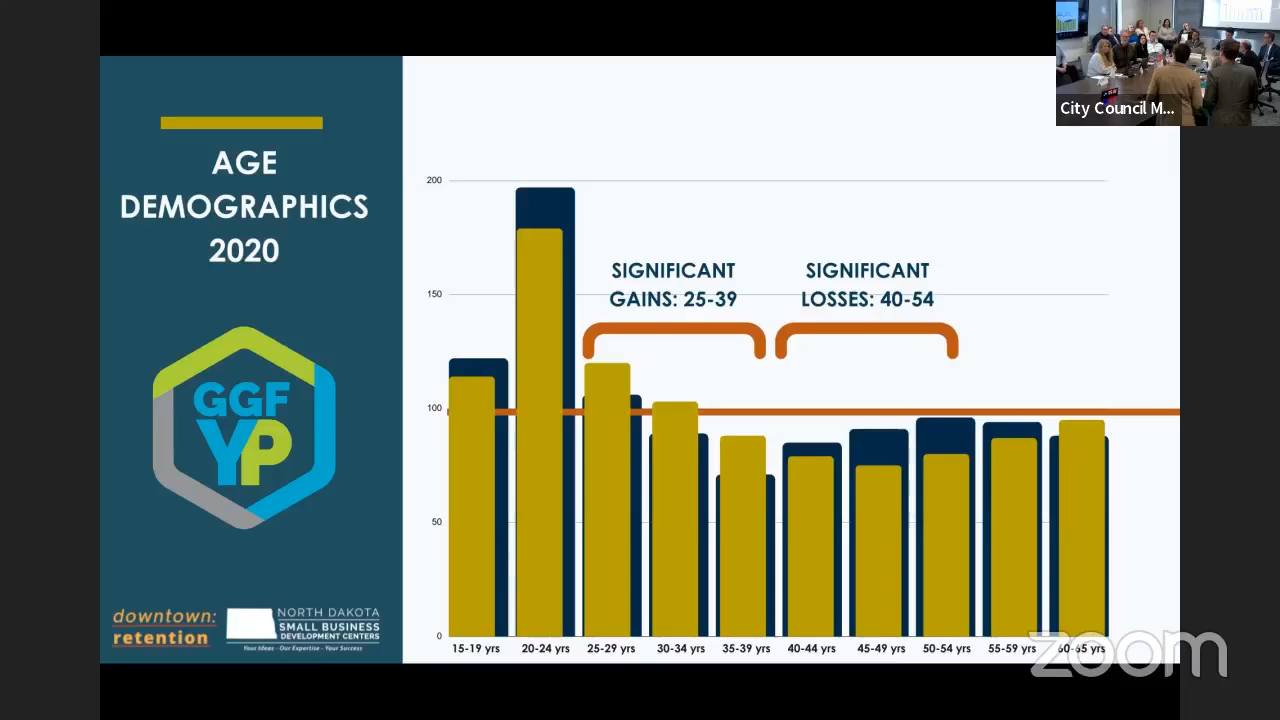 City Council M...
AGE
DEMOGRAPHICS
2020
GGF
YP
downtown:
retention
NORTH DAKOTA
SMALL BUSINESS
DEVELOPMENT CENTERS
Your Ideas - Our Expertise - Your Success
SIGNIFICANT
GAINS: 25-39
SIGNIFICANT
LOSSES: 40-54
200
150
100
50
0
15-19 yrs 20-24 yrs 25-29 yrs 30-34 yrs 35-39 yrs 40-44 yrs 45-49 yrs 50-54 yrs 55-59 yrs 60-65 yrs
zoom